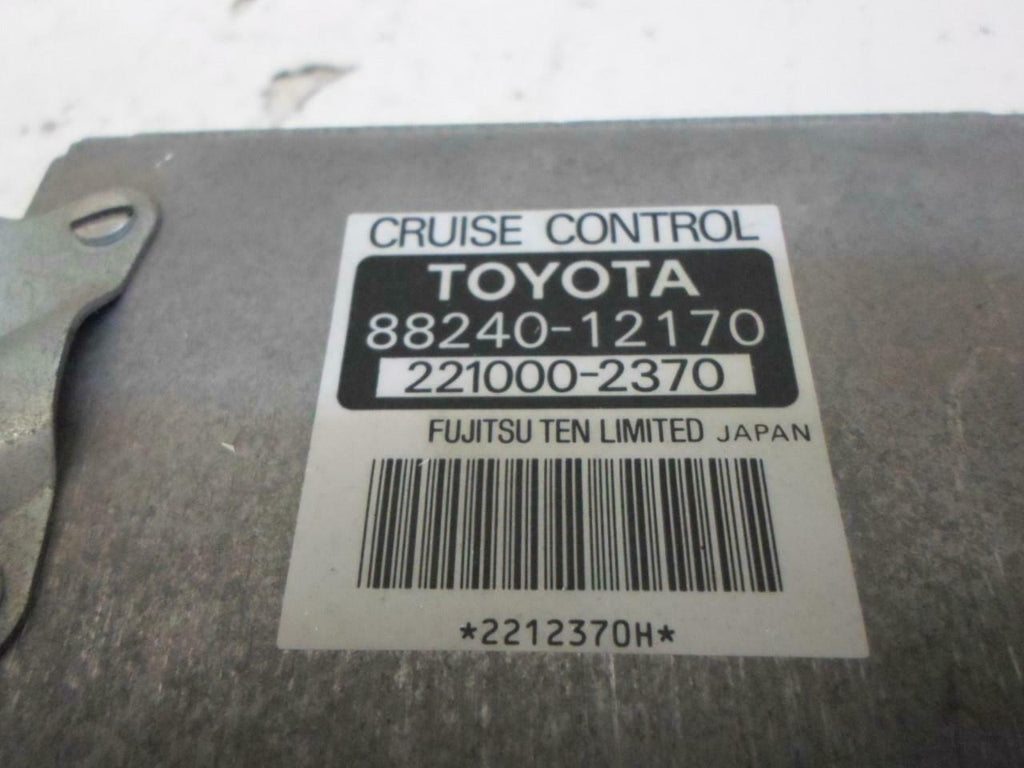 CRUISE CONTROL
TOYOTA
88240-12170
221000-2370
FUJITSU TEN LIMITED JAPAN
*2212370H*